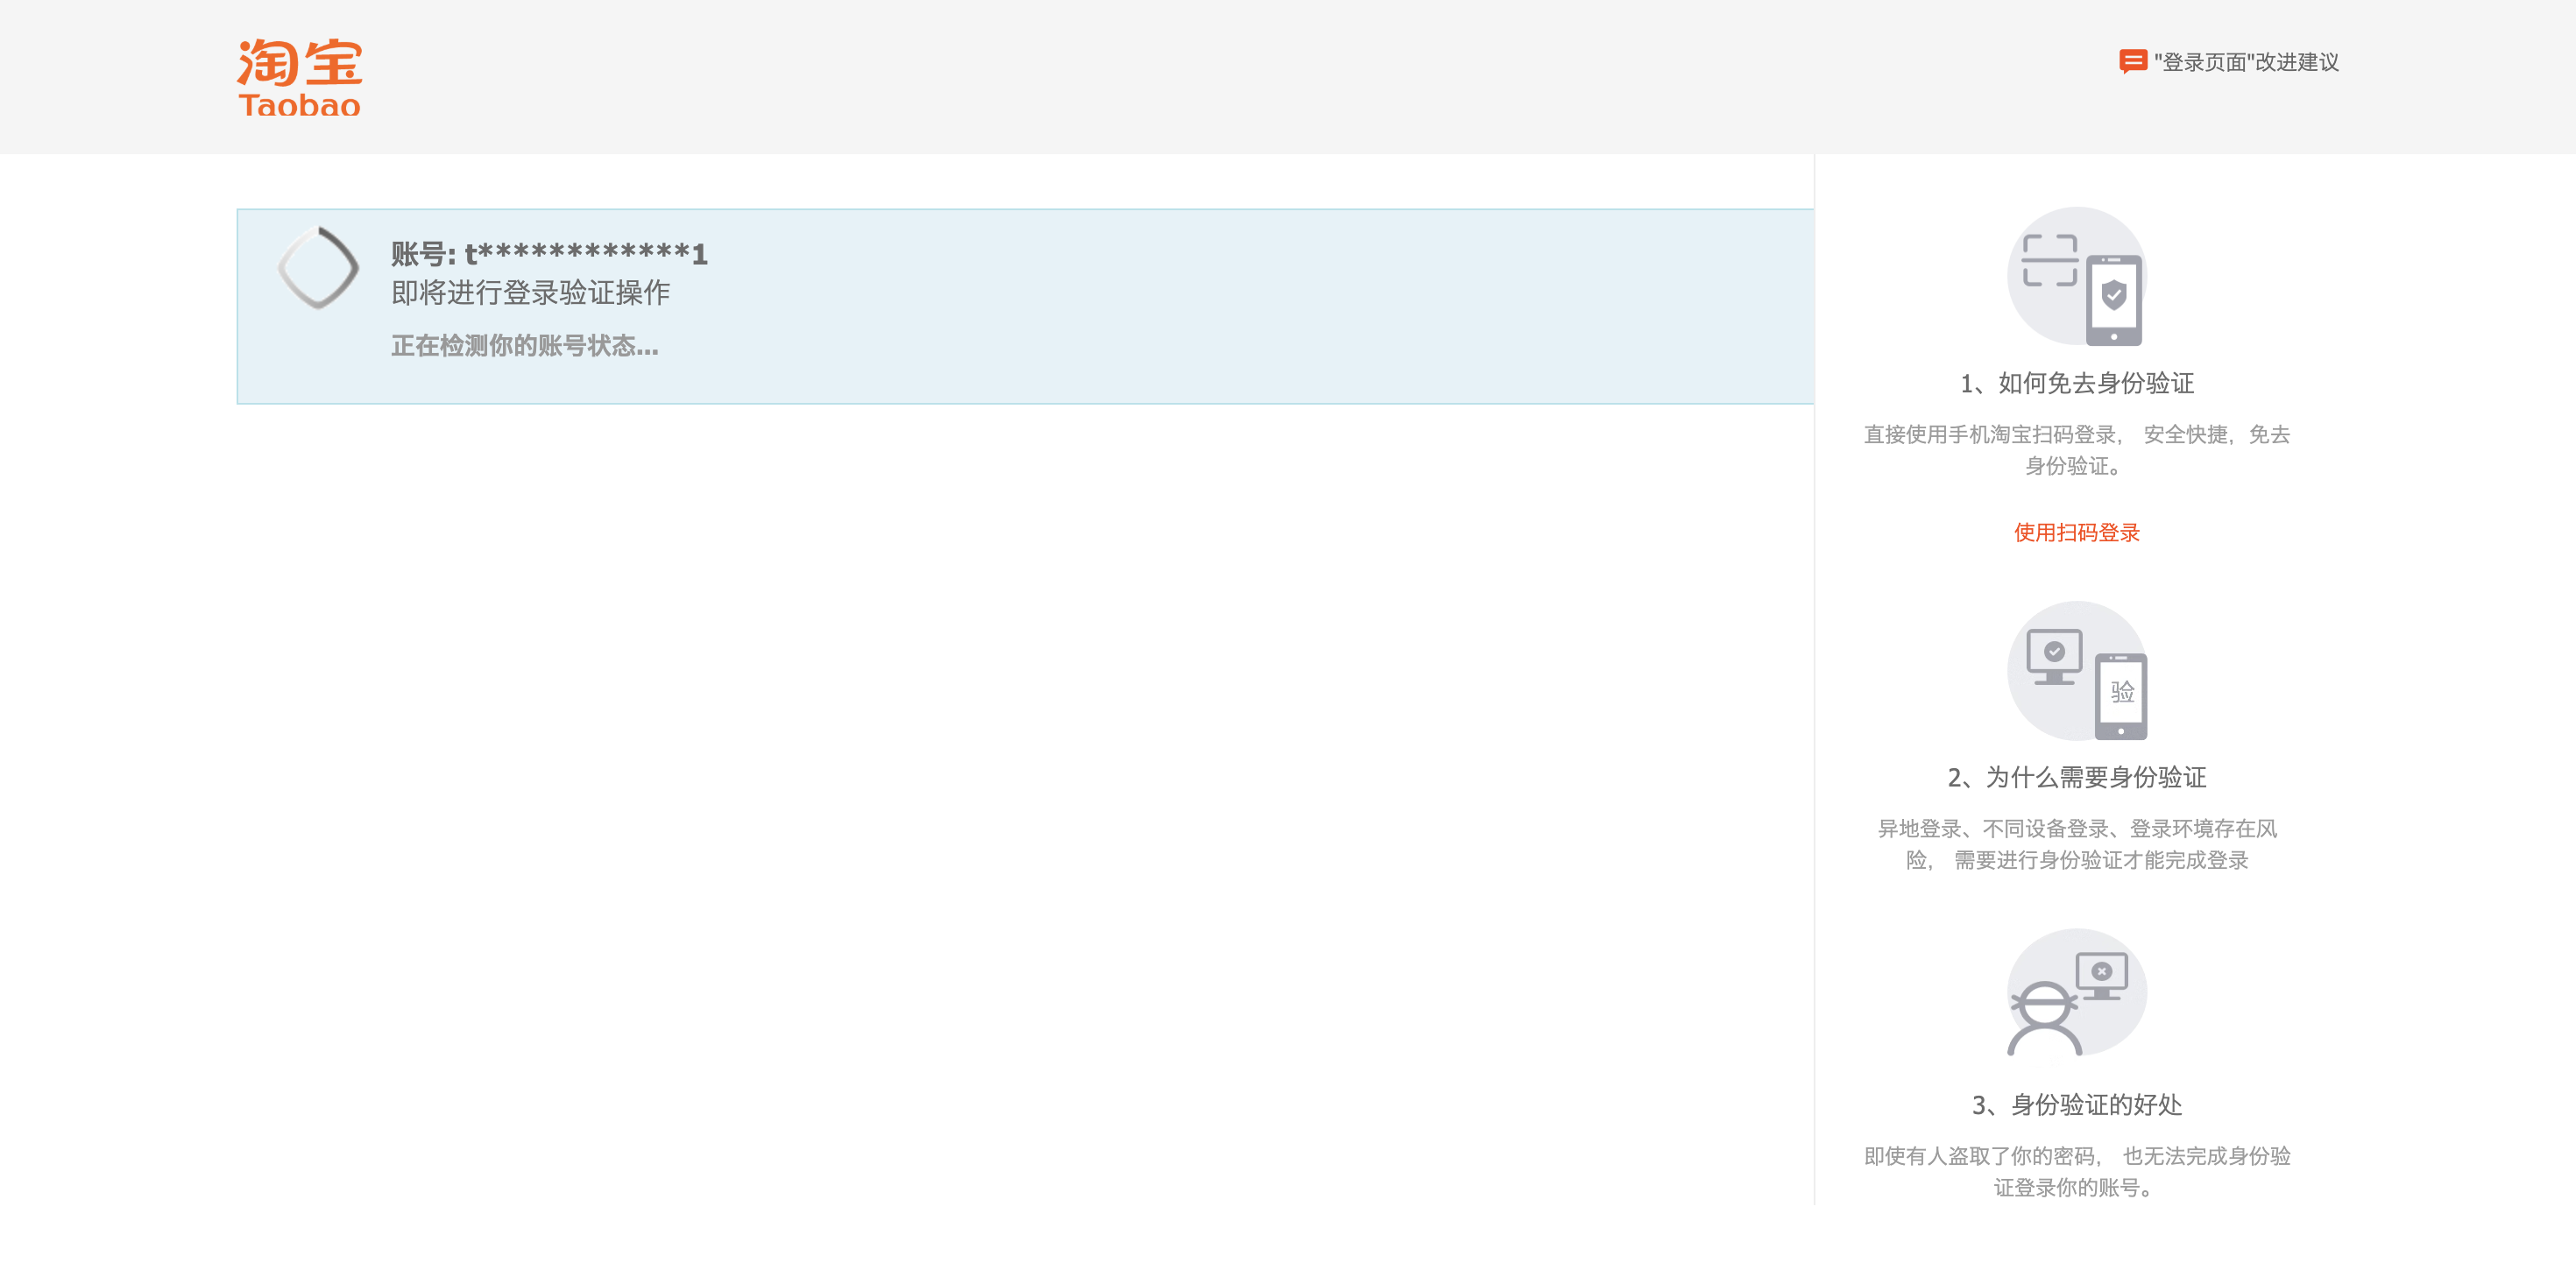 淘宝
Taobao
"登录页面"改进建议
账号: t************1
即将进行登录验证操作
正在检测你的账号状态...
1、如何免去身份验证
直接使用手机淘宝扫码登录， 安全快捷，免去
身份验证。
使用扫码登录
验
2、为什么需要身份验证
异地登录、不同设备登录、登录环境存在风
险， 需要进行身份验证才能完成登录
3、身份验证的好处
即使有人盗取了你的密码， 也无法完成身份验
证登录你的账号。